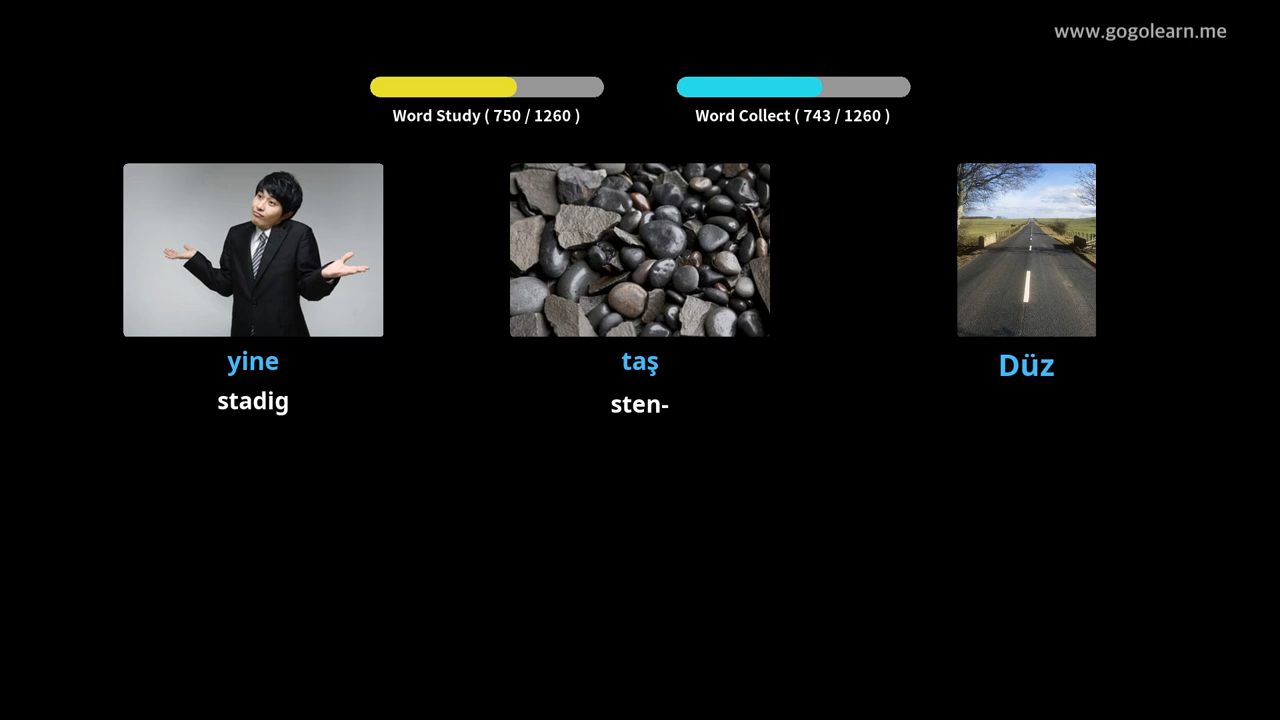 www.gogolearn.me
Word Study ( 750 / 1260 )
Word Collect ( 743 / 1260 )
yine
stadig
taş
sten-
Düz